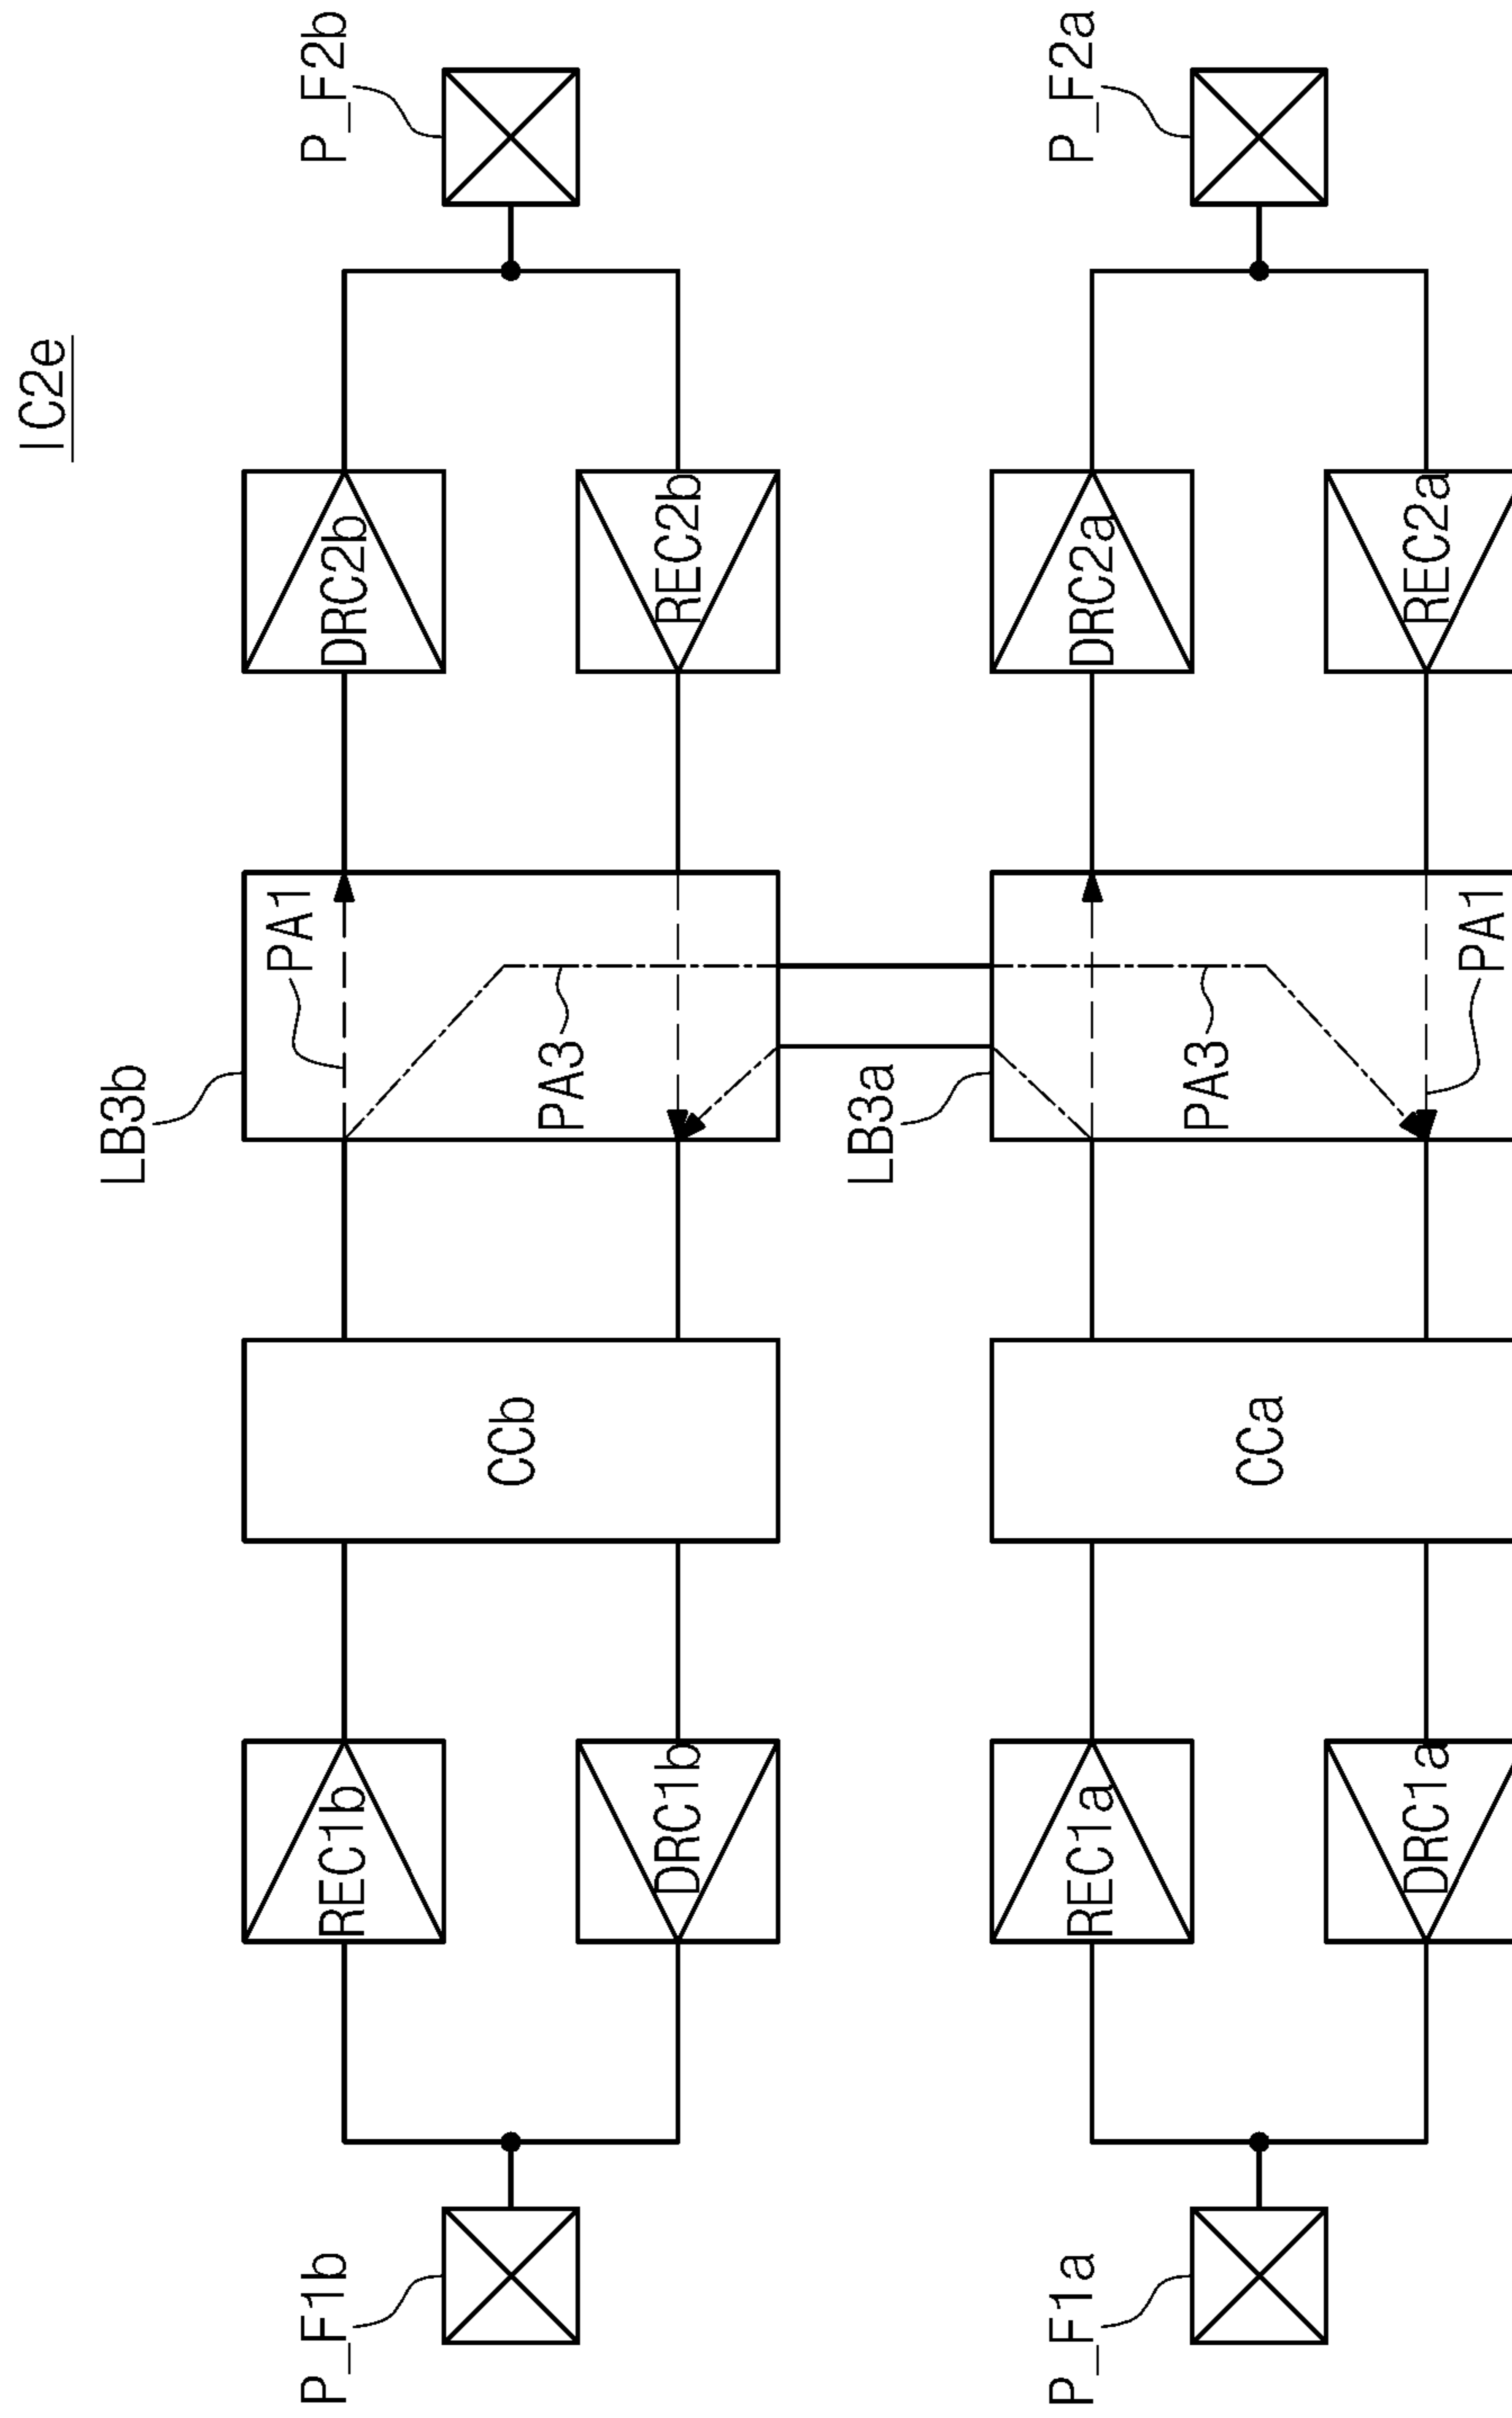 IC2e
P_F1b
REC1b
DRC1b
CCb
LB3b
PA1
PA3
DRC2b
REC2b
P_F2b
P_F1a
REC1a
DRC1a
CCa
LB3a
PA3
PA1
DRC2a
REC2a
P_F2a